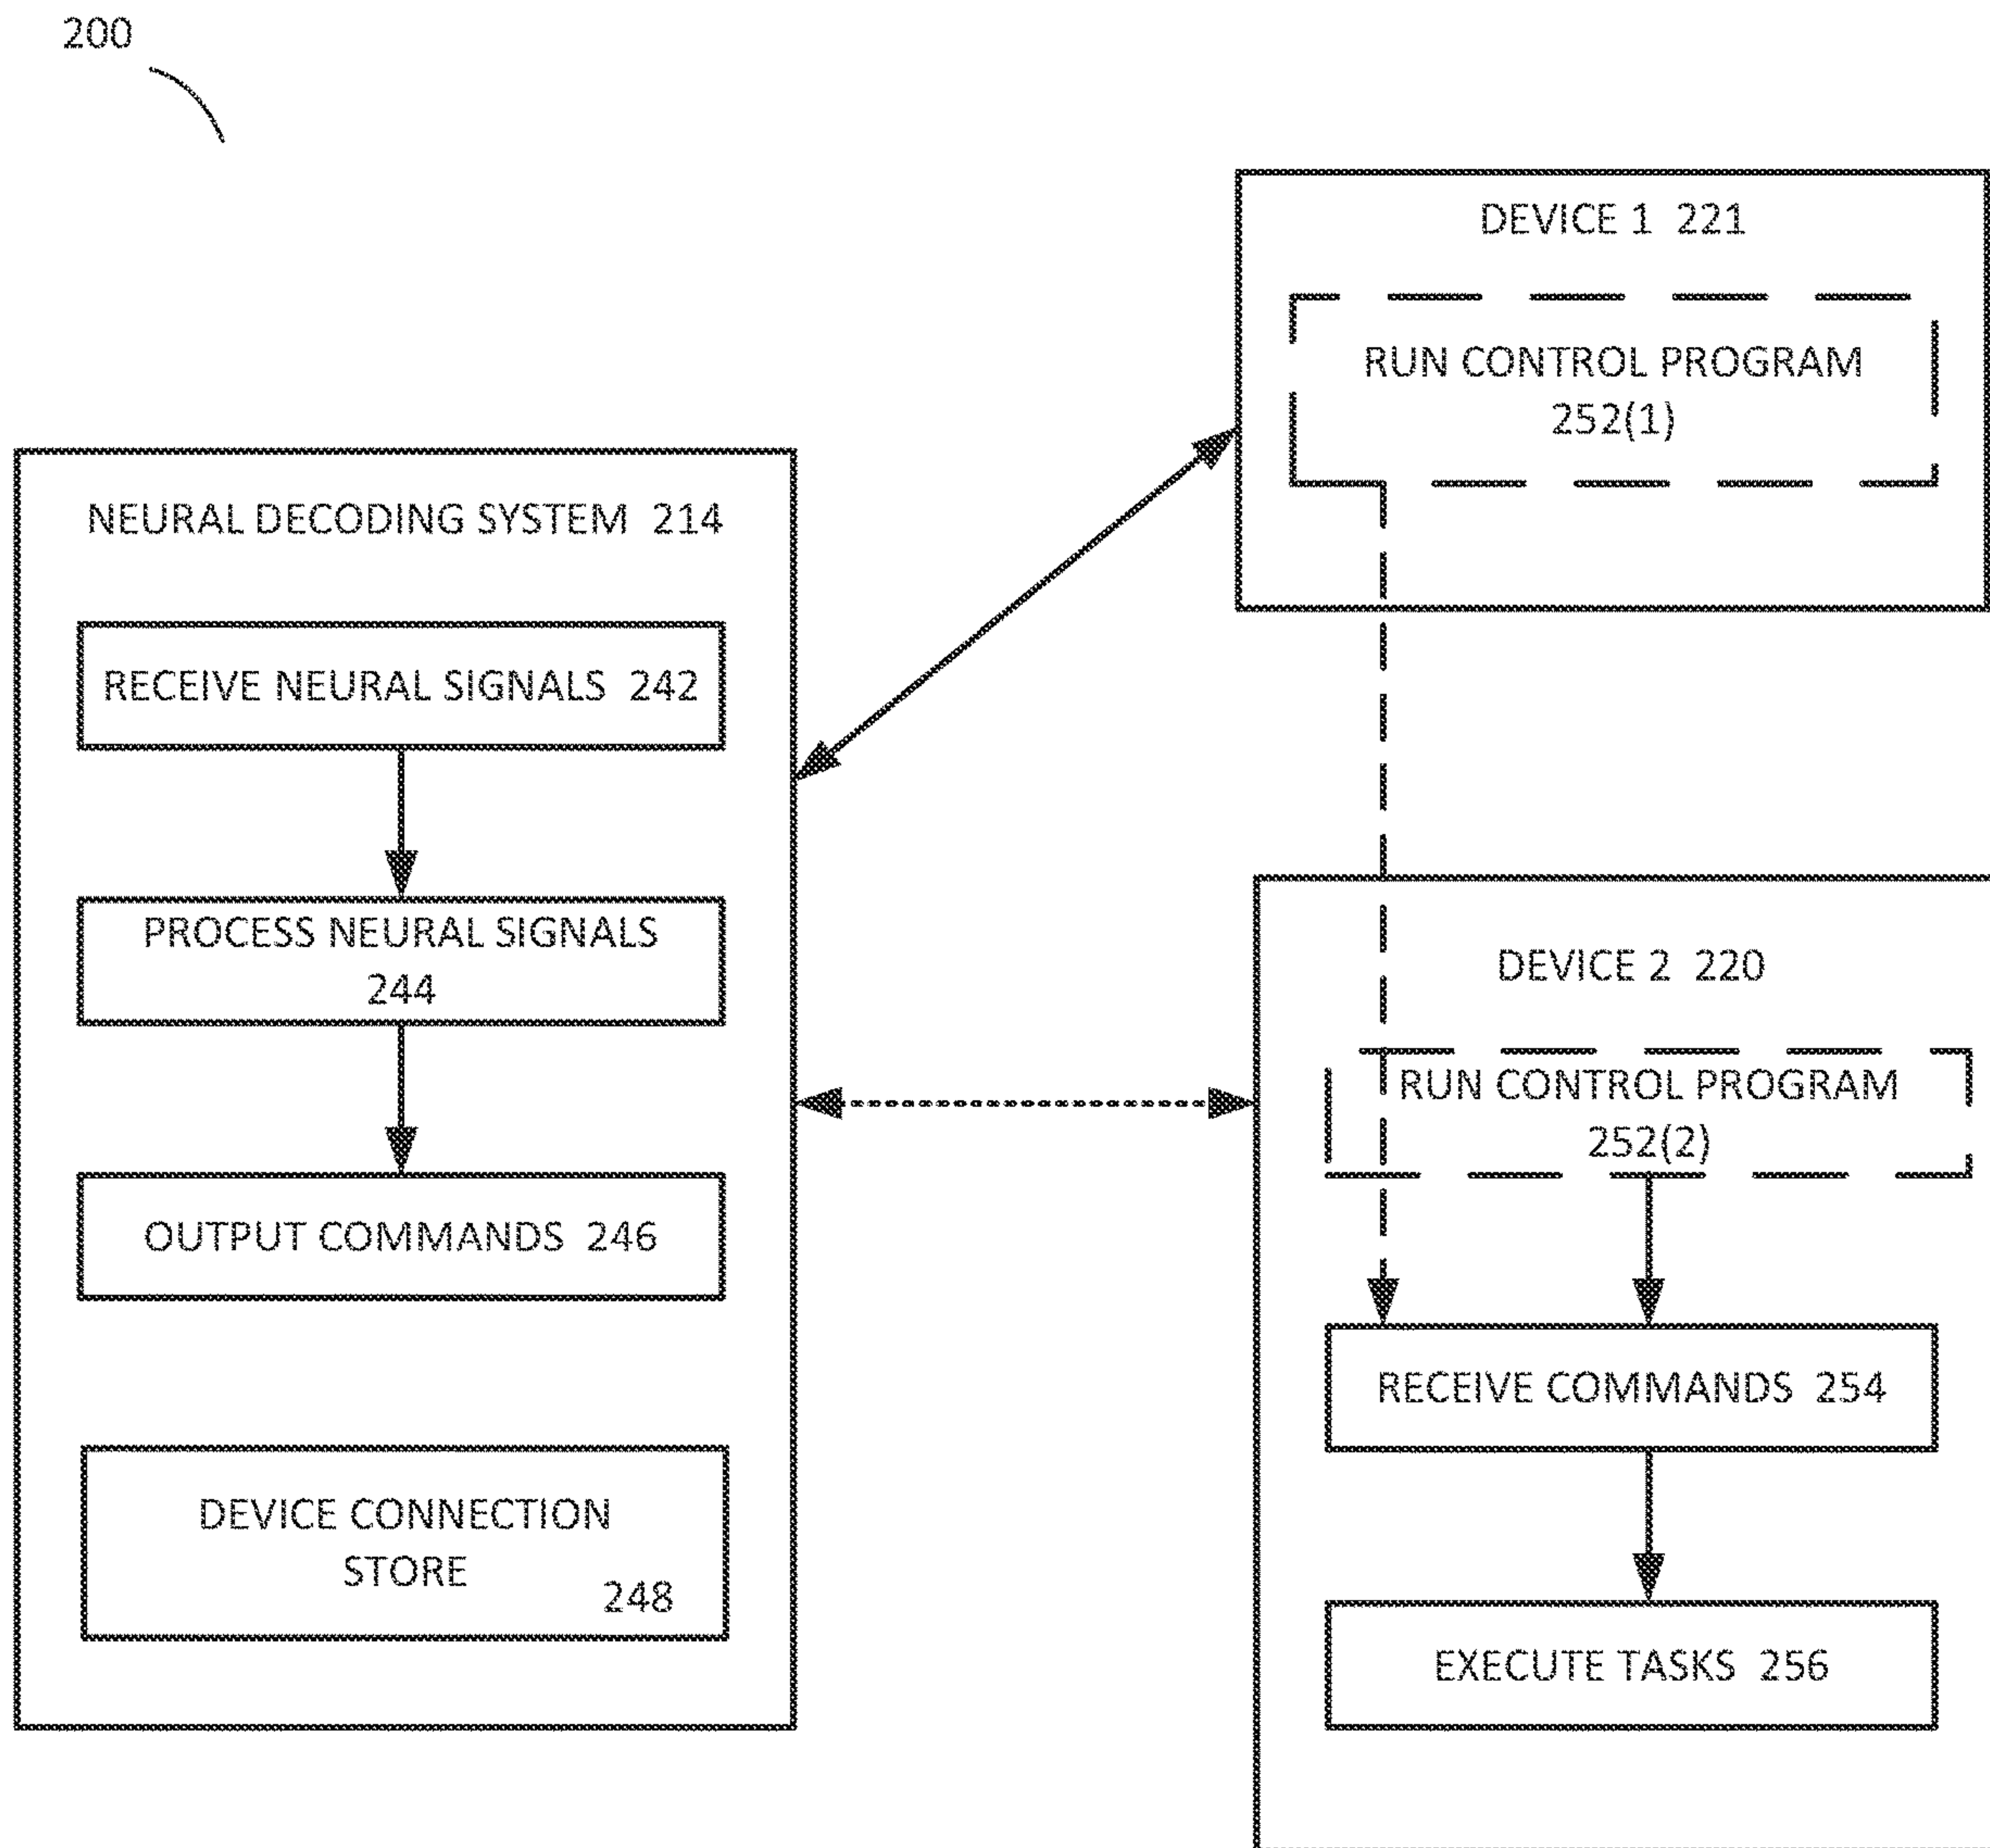 200
NEURAL DECODING SYSTEM 214
RECEIVE NEURAL SIGNALS 242
PROCESS NEURAL SIGNALS
244
OUTPUT COMMANDS 246
DEVICE CONNECTION
STORE
248
DEVICE 1 221
RUN CONTROL PROGRAM
252(1)
DEVICE 2 220
RUN CONTROL PROGRAM
252(2)
RECEIVE COMMANDS 254
EXECUTE TASKS 256